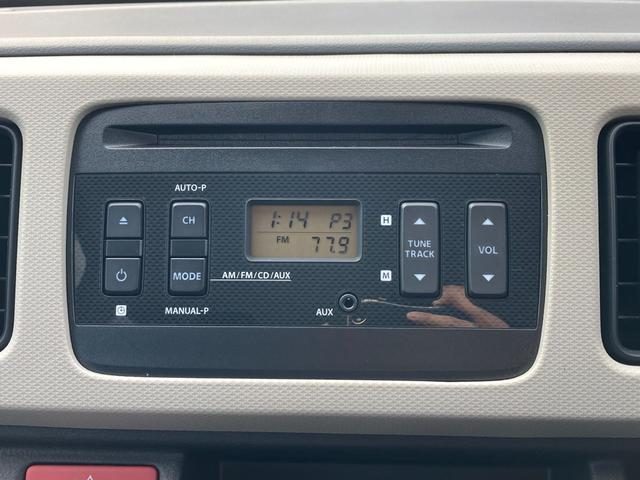 AUTO-P
CH
1:14 P3
H
TUNE
TRACK
VOL
FM 77.9
MODE
AM/FM/CD/AUX
M
MANUAL-P
AUX